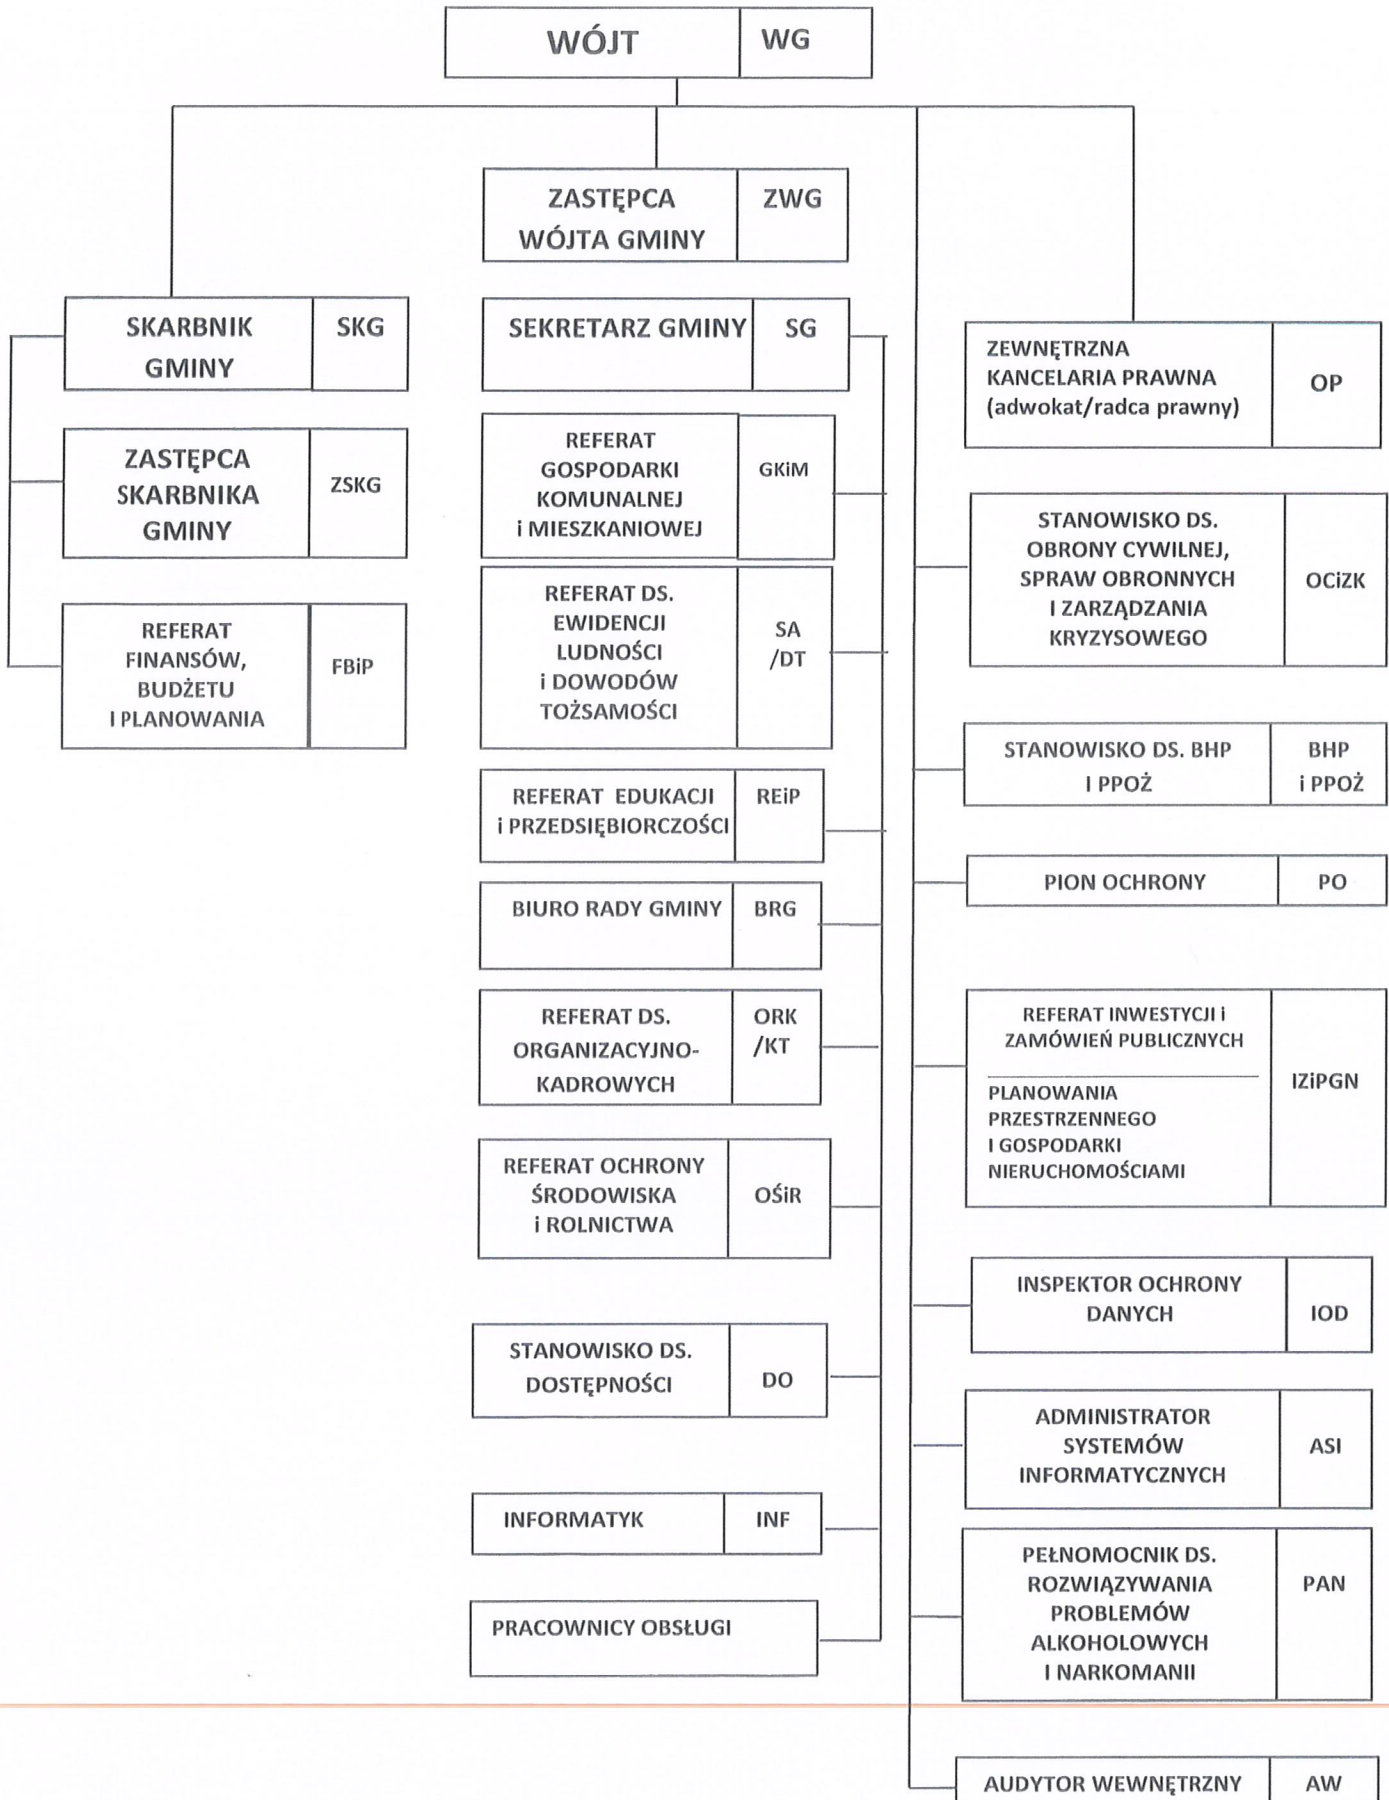 WÓJT
WG
ZASTĘPCA
WÓJTA GMINY
ZWG
SKARBNIK
GMINY
SKG
ZASTĘPCA
SKARBNIKA
GMINY
ZSKG
REFERAT
FINANSÓW,
BUDŻETU
I PLANOWANIA
FBiP
SEKRETARZ GMINY
SG
REFERAT
GOSPODARKI
KOMUNALNEJ
i MIESZKANIOWEJ
GKiM
REFERAT DS.
EWIDENCJI
LUDNOŚCI
i DOWODÓW
TOŻSAMOŚCI
SA
/DT
REFERAT EDUKACJI
i PRZEDSIĘBIORCZOŚCI
REiP
BIURO RADY GMINY
BRG
REFERAT DS.
ORGANIZACYJNO-
KADROWYCH
ORK
/KT
REFERAT OCHRONY
ŚRODOWISKA
i ROLNICTWA
OŚiR
STANOWISKO DS.
DOSTĘPNOŚCI
DO
INFORMATYK
INF
PRACOWNICY OBSŁUGI
ZEWNĘTRZNA
KANCELARIA PRAWNA
(adwokat/radca prawny)
OP
STANOWISKO DS.
OBRONY CYWILNEJ,
SPRAW OBRONNYCH
I ZARZĄDZANIA
KRYZYSOWEGO
OCiZK
STANOWISKO DS. BHP
I PPOŻ
BHP
i PPOŻ
PION OCHRONY
PO
REFERAT INWESTYCJI i
ZAMÓWIEŃ PUBLICZNYCH
PLANOWANIA
PRZESTRZENNEGO
I GOSPODARKI
NIERUCHOMOŚCIAMI
IZiPGN
INSPEKTOR OCHRONY
DANYCH
IOD
ADMINISTRATOR
SYSTEMÓW
INFORMATYCZNYCH
ASI
PEŁNOMOCNIK DS.
ROZWIĄZYWANIA
PROBLEMÓW
ALKOHOLOWYCH
I NARKOMANII
PAN
AUDYTOR WEWNĘTRZNY
AW